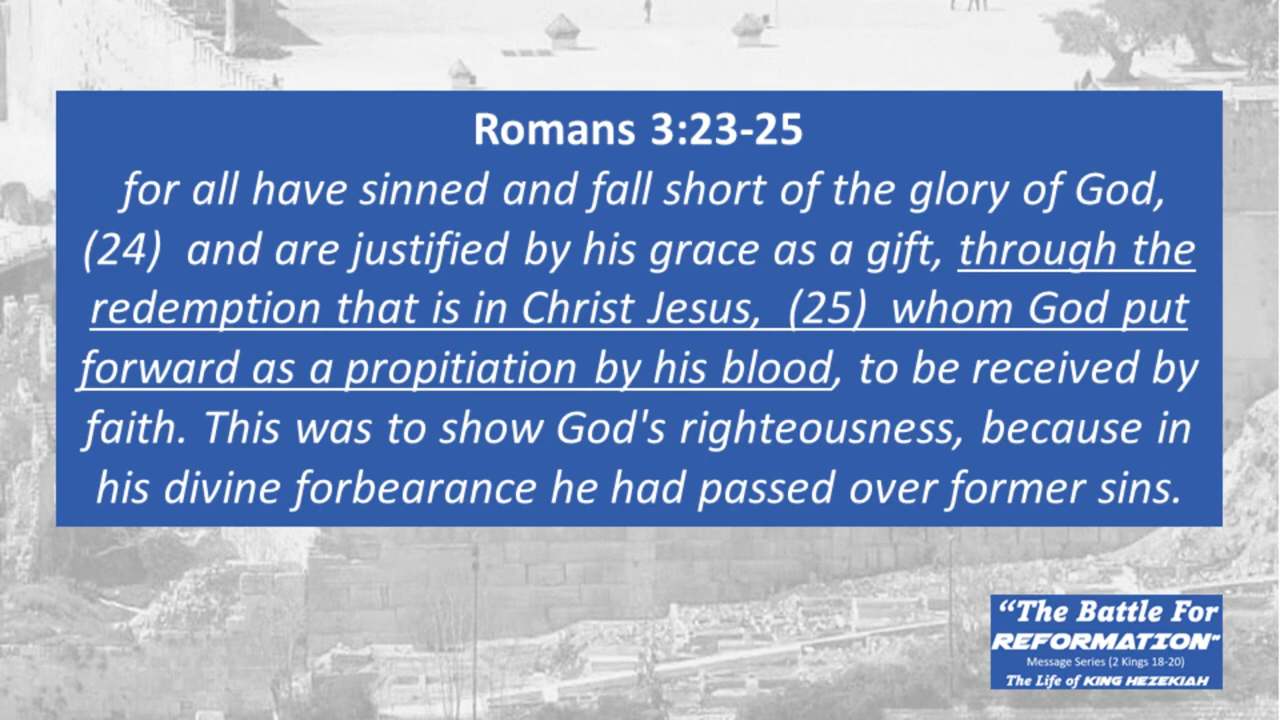 Romans 3:23-25
for all have sinned and fall short of the glory of God,
(24) and are justified by his grace as a gift, through the
redemption that is in Christ Jesus, (25) whom God put
forward as a propitiation by his blood, to be received by
faith. This was to show God's righteousness, because in
his divine forbearance he had passed over former sins.
“The Battle For
REFORMATION”
Message Series (2 Kings 18-20)
The Life of KING HEZEKIAH